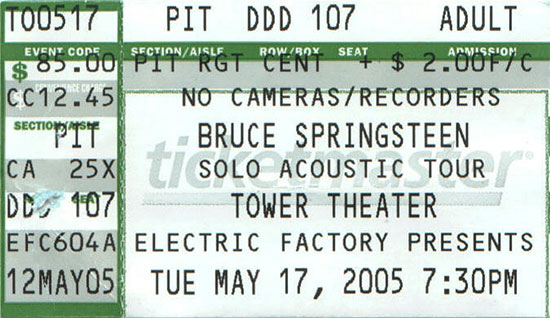 TOO517 PIT DDD 107 ADULT
EVENT CODE SECTION/AISLE ROW/BOX SEAT ADMISSION
$ 85.00 PIT RGT CENT + $ 2.00F/C
CC12.45 NO CAMERAS/RECORDERS
SECTION/AISLE
PIT BRUCE SPRINGSTEEN
ticketmaster
CA 25X SOLO ACOUSTIC TOUR
DDD 107 TOWER THEATER
EFC604A ELECTRIC FACTORY PRESENTS
12MAY05 TUE MAY 17, 2005 7:30PM